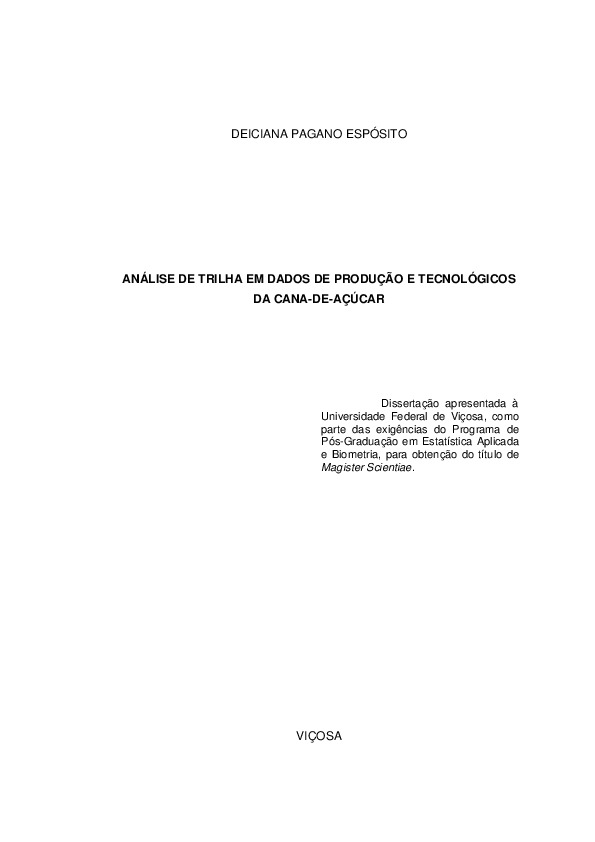 DEICIANA PAGANO ESPÓSITO
ANÁLISE DE TRILHA EM DADOS DE PRODUÇÃO E TECNOLÓGICOS
DA CANA-DE-AÇÚCAR
Dissertação apresentada à
Universidade Federal de Viçosa, como
parte das exigências do Programa de
Pós-Graduação em Estatística Aplicada
e Biometria, para obtenção do título de
Magister Scientiae.
VIÇOSA